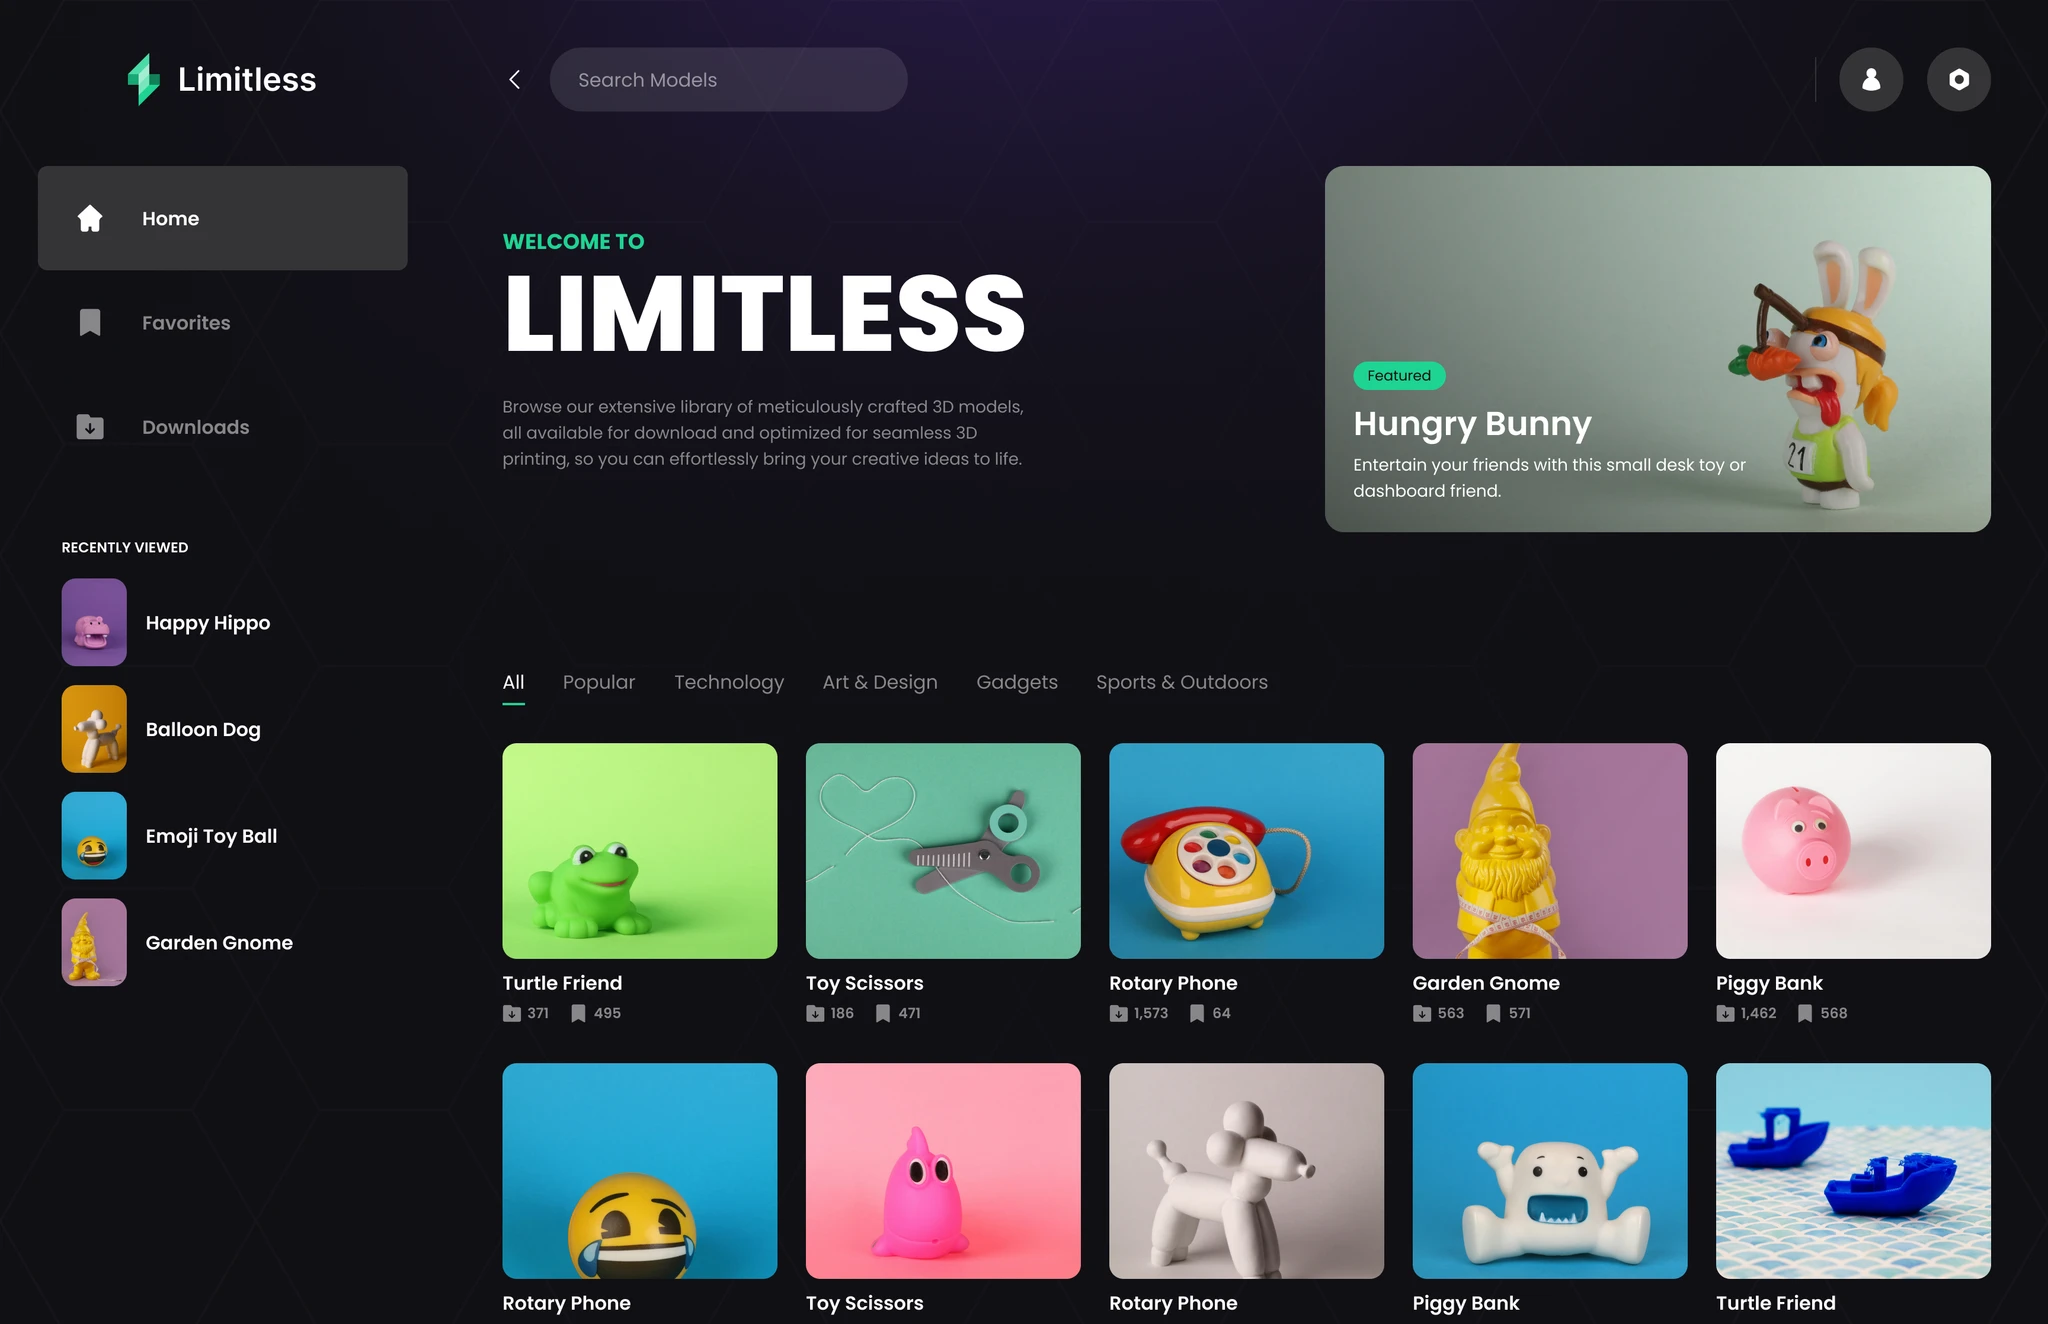 Limitless
Search Models
Home
Favorites
Downloads
RECENTLY VIEWED
Happy Hippo
Balloon Dog
Emoji Toy Ball
Garden Gnome
WELCOME TO
LIMITLESS
Browse our extensive library of meticulously crafted 3D models,
all available for download and optimized for seamless 3D
printing, so you can effortlessly bring your creative ideas to life.
21
Featured
Hungry Bunny
Entertain your friends with this small desk toy or
dashboard friend.
All Popular Technology Art & Design Gadgets Sports & Outdoors
Turtle Friend
371 495
Toy Scissors
186 471
Rotary Phone
1,573 64
Garden Gnome
563 571
Piggy Bank
1,462 568
Rotary Phone
Toy Scissors
Rotary Phone
Piggy Bank
Turtle Friend